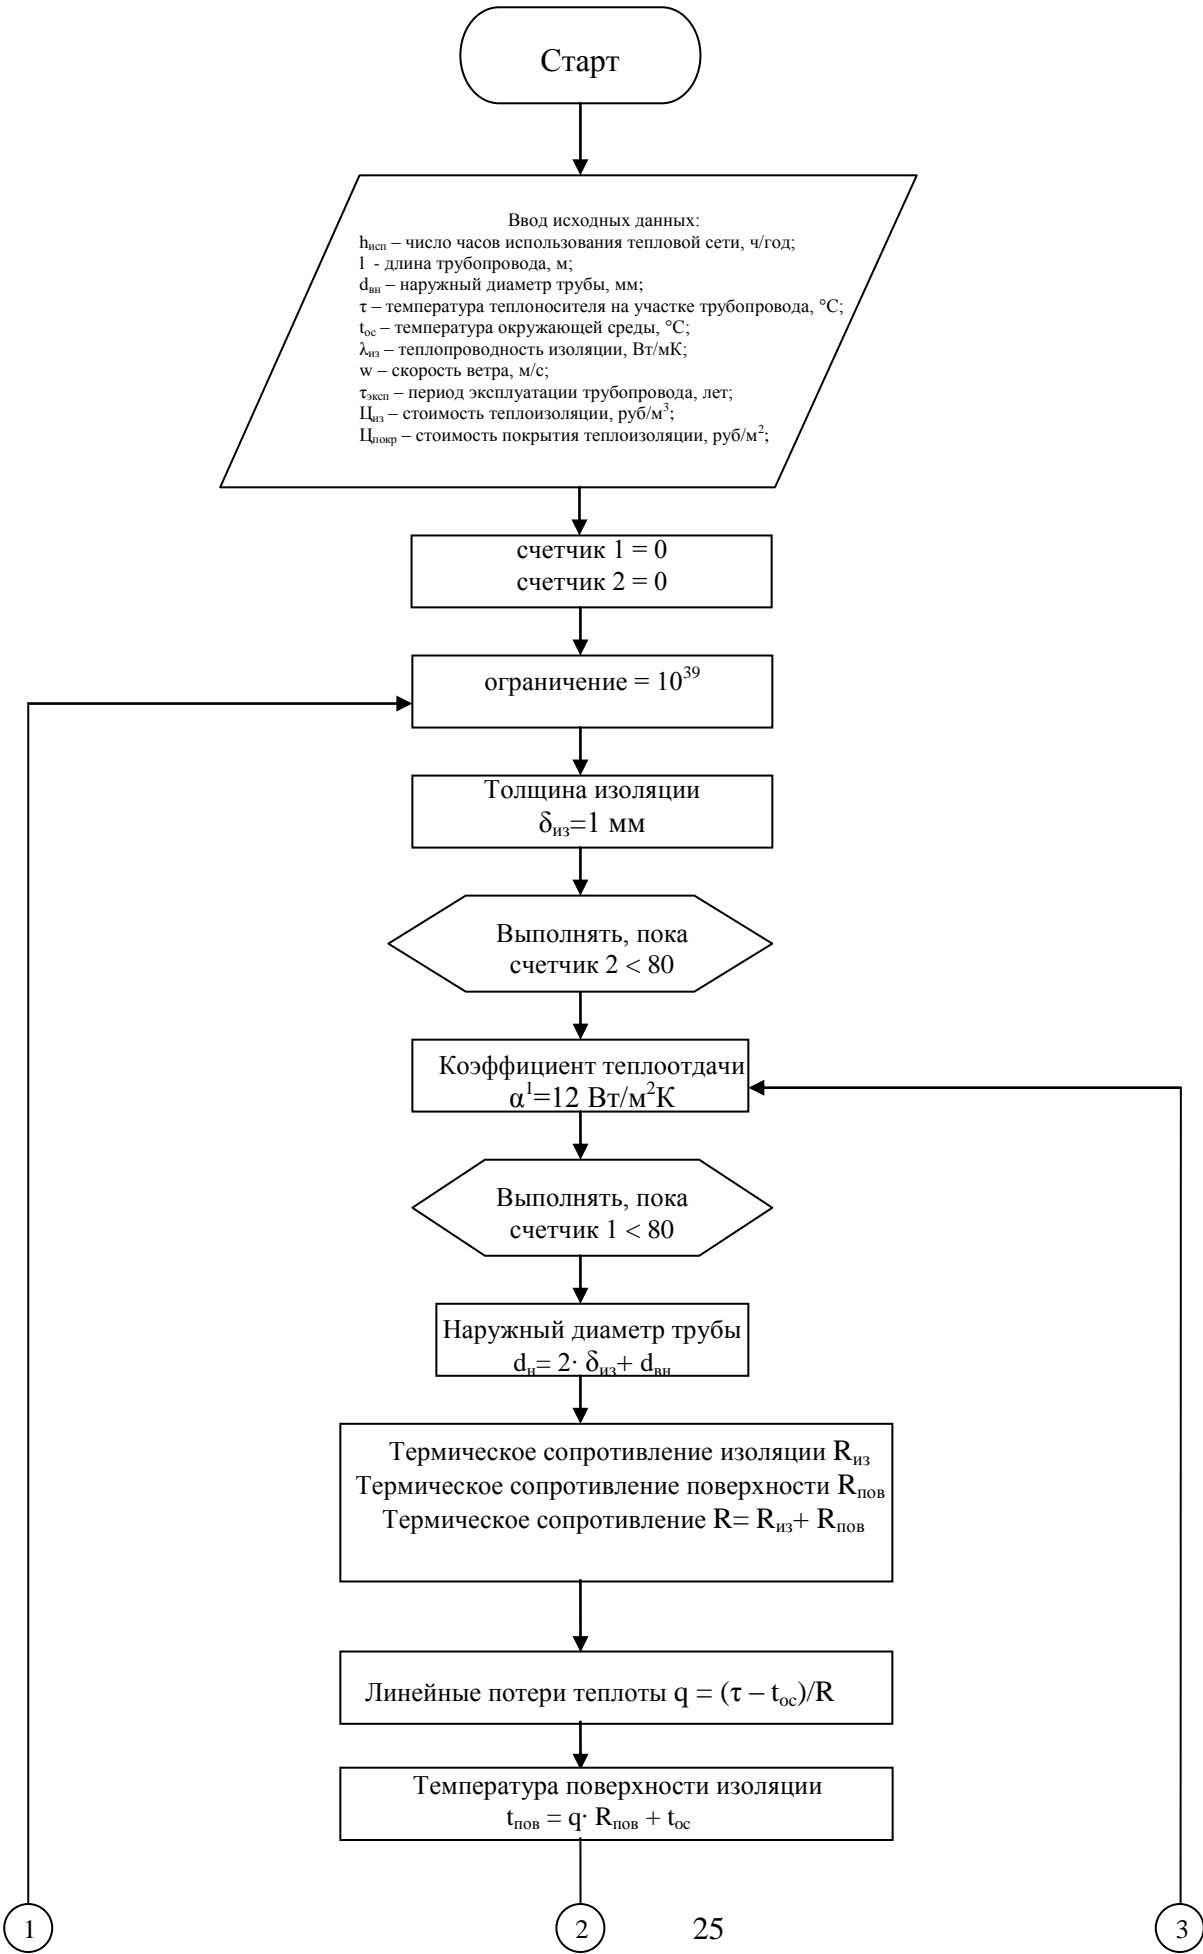 Старт
Ввод исходных данных:
hисп – число часов использования тепловой сети, ч/год;
l - длина трубопровода, м;
dвн – наружный диаметр трубы, мм;
τ – температура теплоносителя на участке трубопровода, °С;
tос – температура окружающей среды, °С;
λиз – теплопроводность изоляции, Вт/мК;
w – скорость ветра, м/с;
τэксп – период эксплуатации трубопровода, лет;
Циз – стоимость теплоизоляции, руб/м³;
Цпокр – стоимость покрытия теплоизоляции, руб/м²;
счетчик 1 = 0
счетчик 2 = 0
ограничение = 10³⁹
Толщина изоляции
δиз=1 мм
Выполнять, пока
счетчик 2 < 80
Коэффициент теплоотдачи
α¹=12 Вт/м²К
Выполнять, пока
счетчик 1 < 80
Наружный диаметр трубы
dн= 2· δиз+ dвн
Термическое сопротивление изоляции Rиз
Термическое сопротивление поверхности Rпов
Термическое сопротивление R= Rиз+ Rпов
Линейные потери теплоты q = (τ – tос)/R
Температура поверхности изоляции
tпов = q· Rпов + tос
1
2
25
3